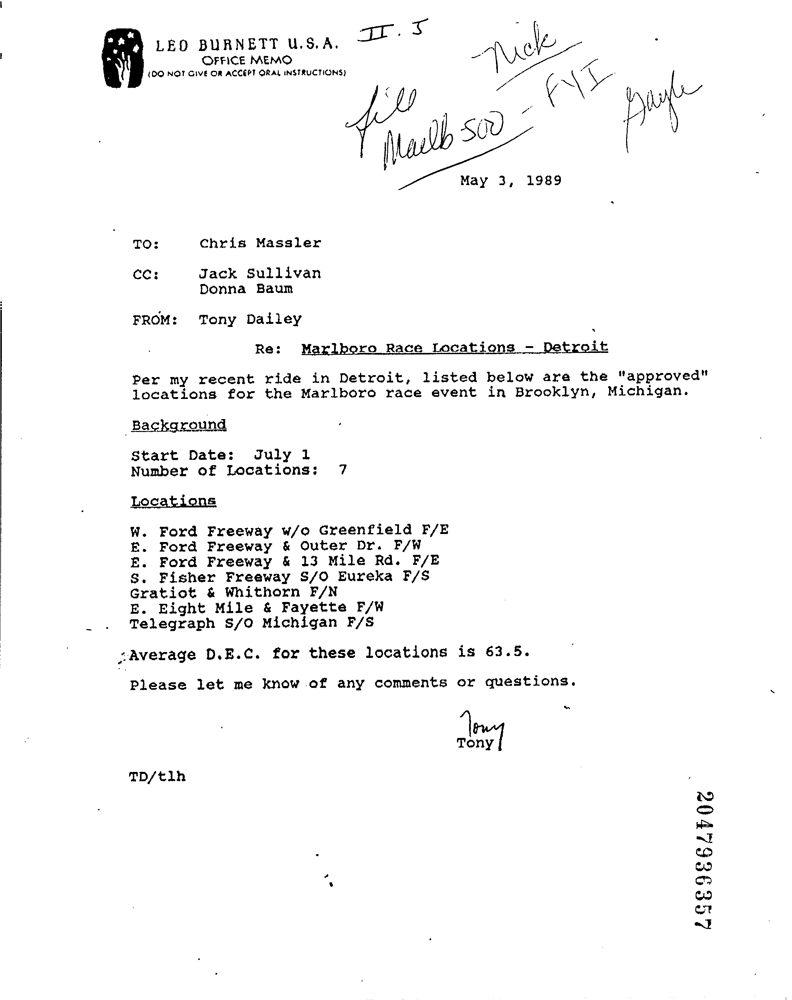 LEO BURNETT U.S.A.
OFFICE MEMO
(DO NOT GIVE OR ACCEPT ORAL INSTRUCTIONS)
II. J
Nick
FYI
Gayle
file
Marlb 500 -
May 3, 1989
TO: Chris Massler
CC: Jack Sullivan
Donna Baum
FROM: Tony Dailey
Re: Marlboro Race Locations - Detroit
Per my recent ride in Detroit, listed below are the "approved"
locations for the Marlboro race event in Brooklyn, Michigan.
Background
Start Date: July 1
Number of Locations: 7
Locations
W. Ford Freeway w/o Greenfield F/E
E. Ford Freeway & Outer Dr. F/W
E. Ford Freeway & 13 Mile Rd. F/E
S. Fisher Freeway S/O Eureka F/S
Gratiot & Whithorn F/N
E. Eight Mile & Fayette F/W
Telegraph S/O Michigan F/S
Average D.E.C. for these locations is 63.5.
Please let me know of any comments or questions.
Tony
Tony
TD/tlh
2047936357